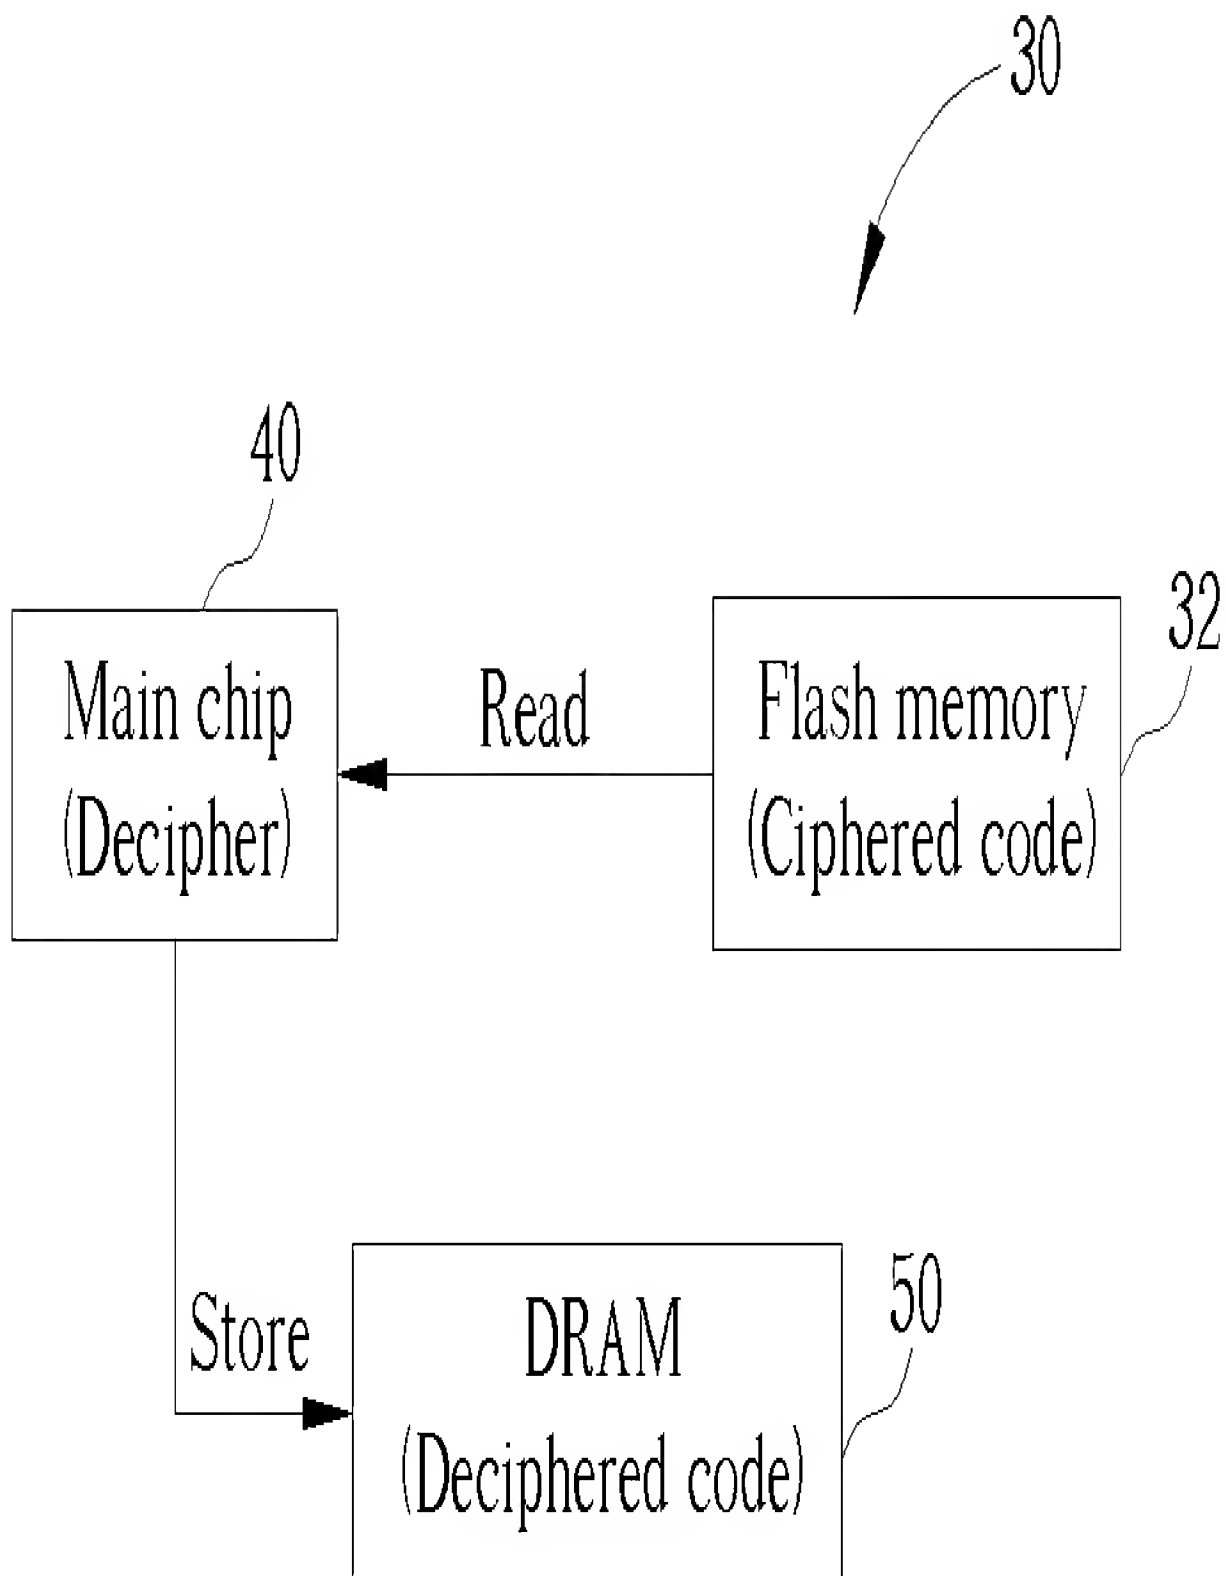 30
40
32
Main chip
(Decipher)
Read
Flash memory
(Ciphered code)
50
Store
DRAM
(Deciphered code)